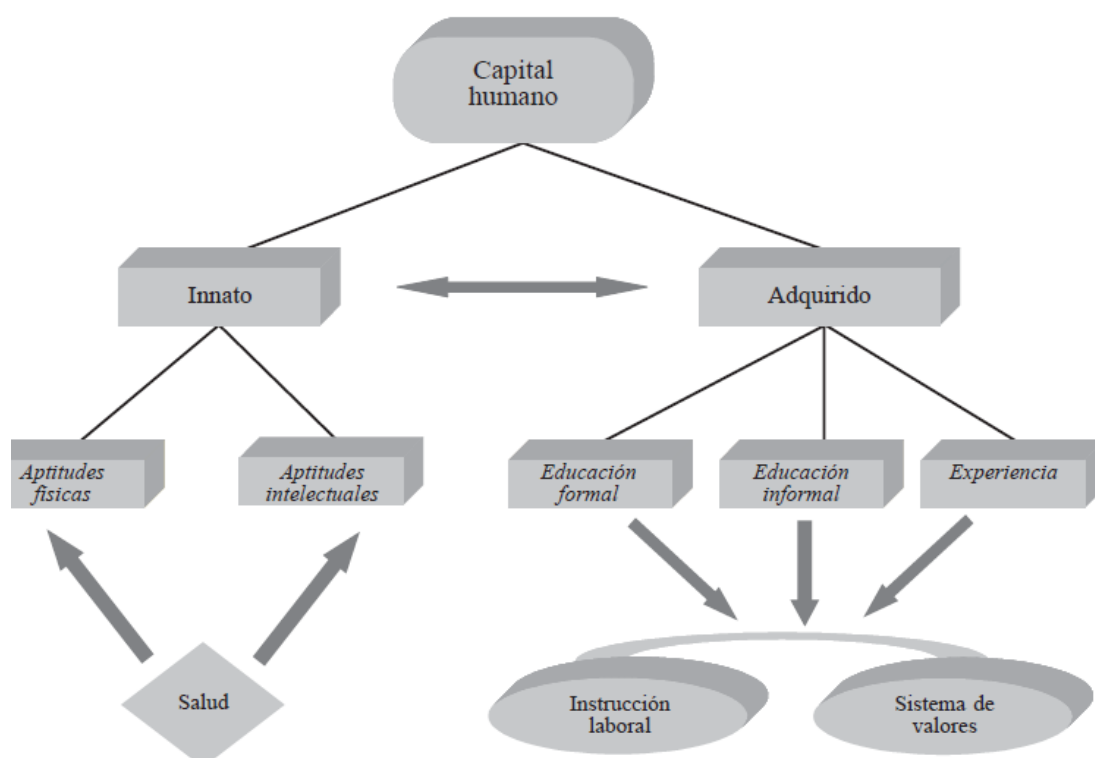 Capital
humano
Innato
Adquirido
Aptitudes
físicas
Aptitudes
intelectuales
Educación
formal
Educación
informal
Experiencia
Salud
Instrucción
laboral
Sistema de
valores